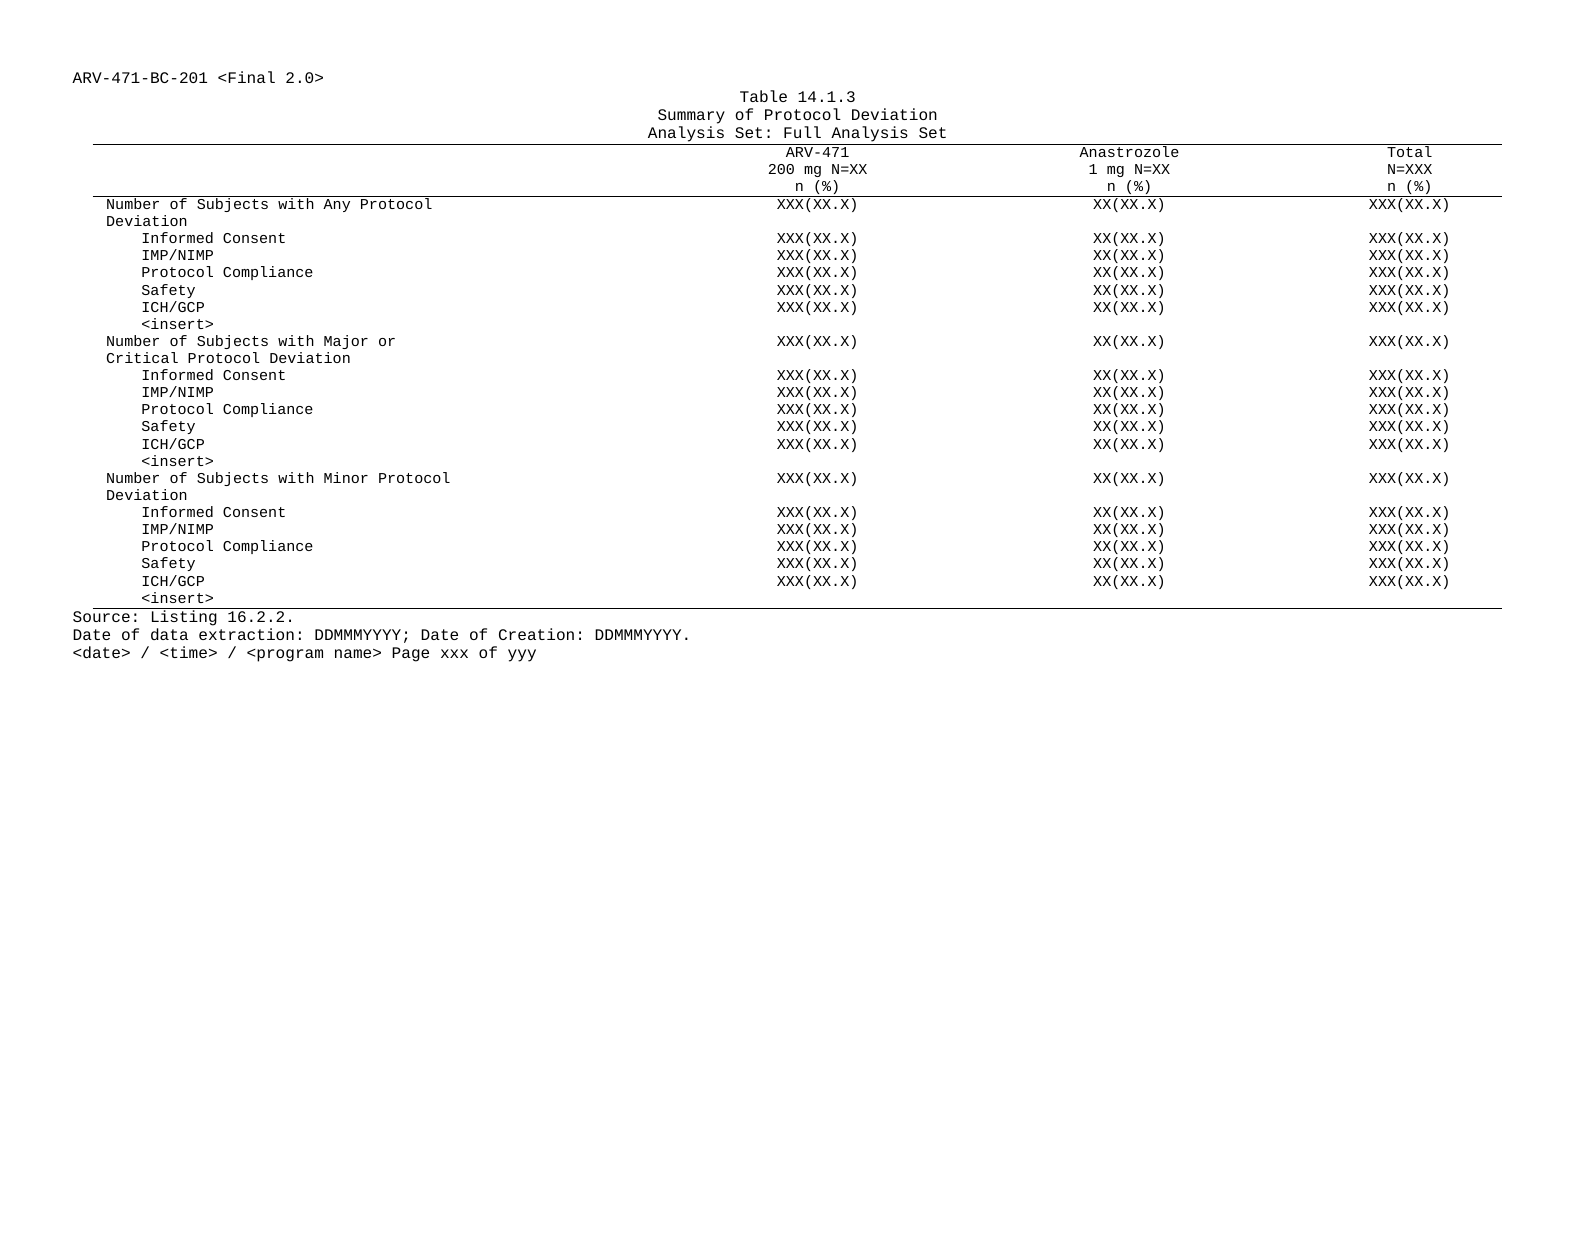 ARV-471-BC-201 <Final 2.0>
Table 14.1.3
Summary of Protocol Deviation
Analysis Set: Full Analysis Set
ARV-471 Anastrozole Total
200 mg N=XX 1 mg N=XX N=XXX
n (%) n (%) n (%)
Number of Subjects with Any Protocol XXX(XX.X) XX(XX.X) XXX(XX.X)
Deviation
Informed Consent XXX(XX.X) XX(XX.X) XXX(XX.X)
IMP/NIMP XXX(XX.X) XX(XX.X) XXX(XX.X)
Protocol Compliance XXX(XX.X) XX(XX.X) XXX(XX.X)
Safety XXX(XX.X) XX(XX.X) XXX(XX.X)
ICH/GCP XXX(XX.X) XX(XX.X) XXX(XX.X)
<insert>
Number of Subjects with Major or XXX(XX.X) XX(XX.X) XXX(XX.X)
Critical Protocol Deviation
Informed Consent XXX(XX.X) XX(XX.X) XXX(XX.X)
IMP/NIMP XXX(XX.X) XX(XX.X) XXX(XX.X)
Protocol Compliance XXX(XX.X) XX(XX.X) XXX(XX.X)
Safety XXX(XX.X) XX(XX.X) XXX(XX.X)
ICH/GCP XXX(XX.X) XX(XX.X) XXX(XX.X)
<insert>
Number of Subjects with Minor Protocol XXX(XX.X) XX(XX.X) XXX(XX.X)
Deviation
Informed Consent XXX(XX.X) XX(XX.X) XXX(XX.X)
IMP/NIMP XXX(XX.X) XX(XX.X) XXX(XX.X)
Protocol Compliance XXX(XX.X) XX(XX.X) XXX(XX.X)
Safety XXX(XX.X) XX(XX.X) XXX(XX.X)
ICH/GCP XXX(XX.X) XX(XX.X) XXX(XX.X)
<insert>
Source: Listing 16.2.2.
Date of data extraction: DDMMMYYYY; Date of Creation: DDMMMYYYY.
<date> / <time> / <program name> Page xxx of yyy